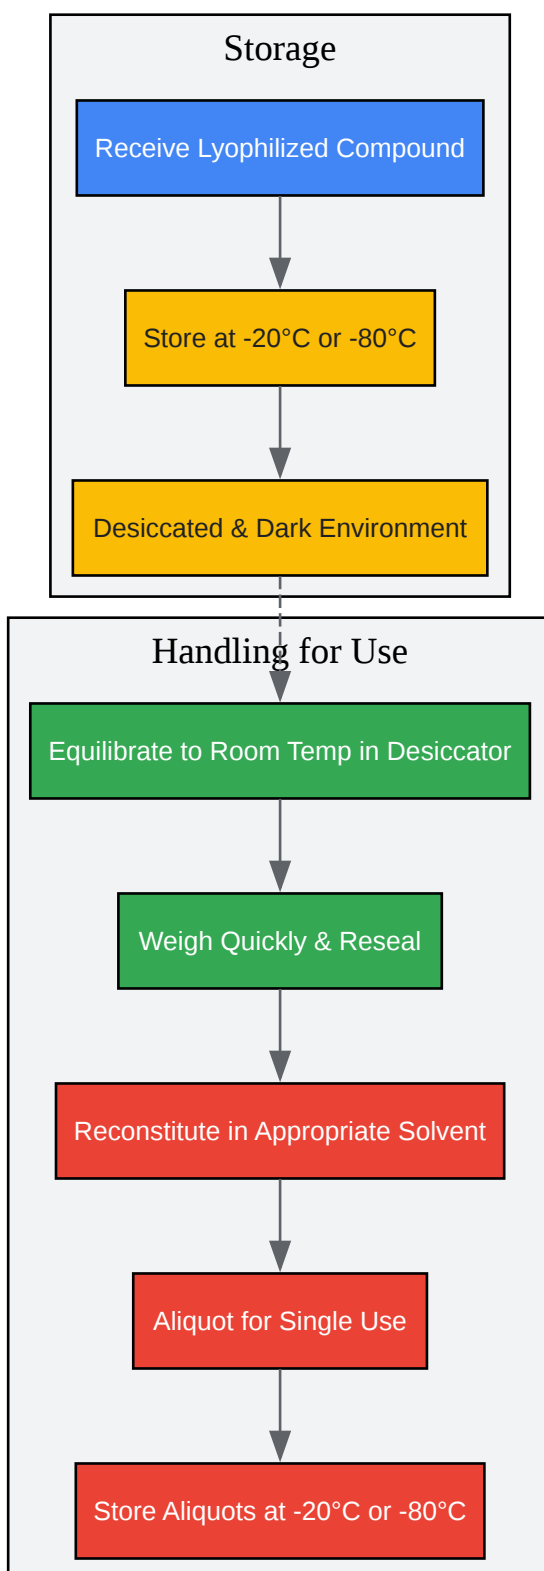 Storage
Receive Lyophilized Compound
Store at -20°C or -80°C
Desiccated & Dark Environment
Handling for Use
Equilibrate to Room Temp in Desiccator
Weigh Quickly & Reseal
Reconstitute in Appropriate Solvent
Aliquot for Single Use
Store Aliquots at -20°C or -80°C